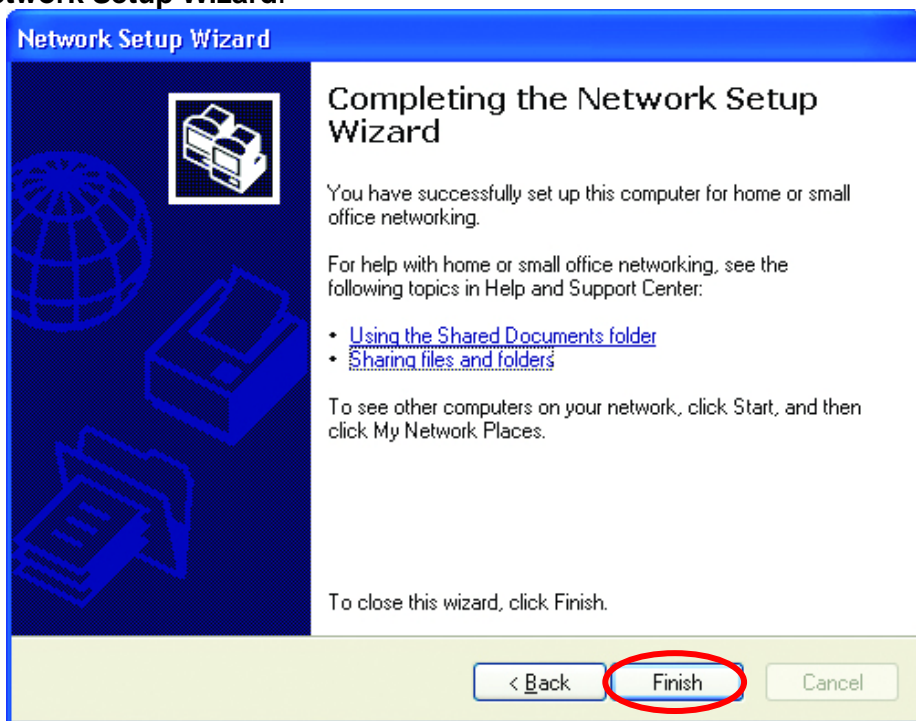 Network Setup Wizard
Completing the Network Setup
Wizard
You have successfully set up this computer for home or small
office networking.
For help with home or small office networking, see the
following topics in Help and Support Center:
• Using the Shared Documents folder
• Sharing files and folders
To see other computers on your network, click Start, and then
click My Network Places.
To close this wizard, click Finish.
< Back Finish Cancel